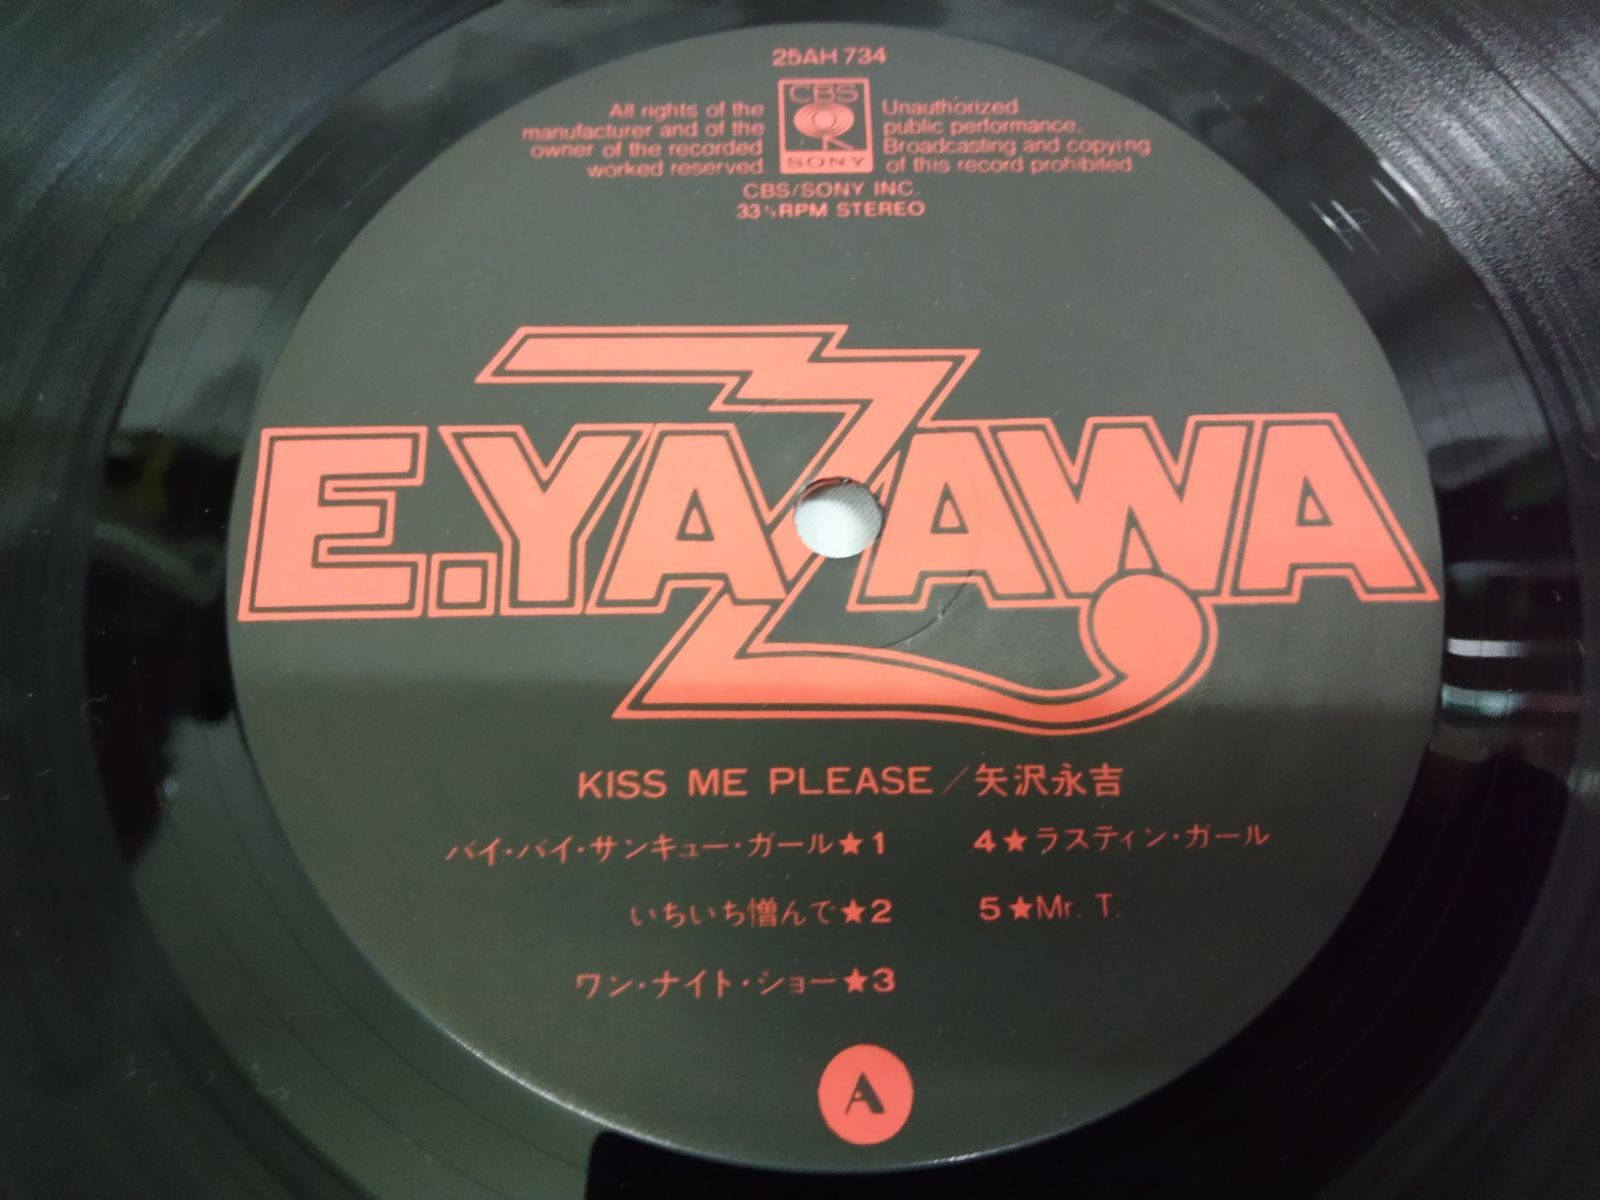 25AH 734
CBS
SONY
All rights of the
manufacturer and of the
owner of the recorded
worked reserved.
Unauthorized
public performance.
Broadcasting and copying
of this record prohibited.
CBS/SONY INC.
33⅓RPM STEREO
E.YAZAWA
KISS ME PLEASE／矢沢永吉
バイ・バイ・サンキュー・ガール★1
いちいち憎んで★2
ワン・ナイト・ショー★3
4★ラスティン・ガール
5★Mr. T.
A